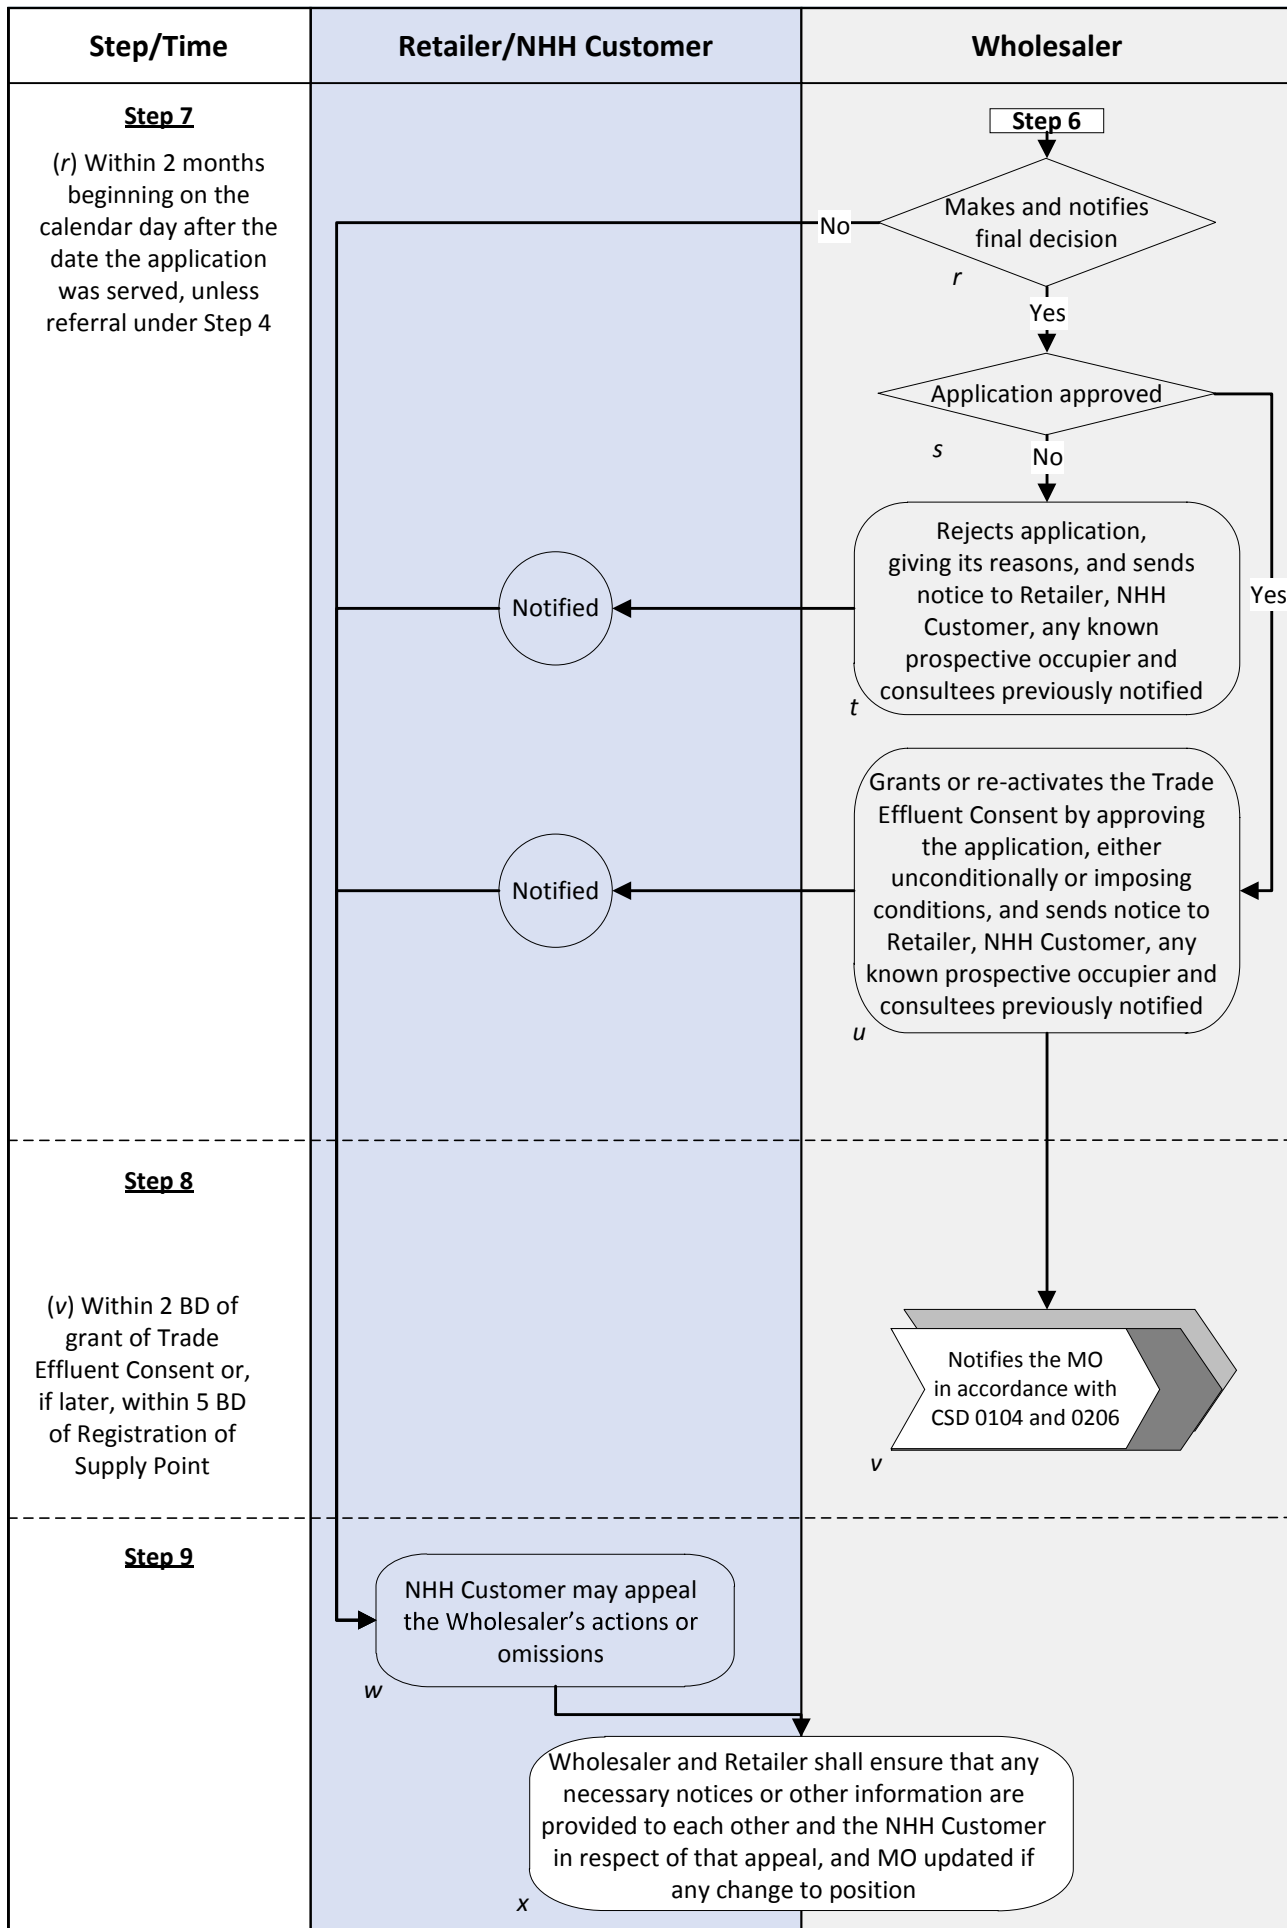 Step/Time
Retailer/NHH Customer
Wholesaler
Step 7
(r) Within 2 months
beginning on the
calendar day after the
date the application
was served, unless
referral under Step 4
Step 6
Makes and notifies
final decision
No
r
Yes
Application approved
s
No
Yes
Rejects application,
giving its reasons, and sends
notice to Retailer, NHH
Customer, any known
prospective occupier and
consultees previously notified
t
Notified
Grants or re-activates the Trade
Effluent Consent by approving
the application, either
unconditionally or imposing
conditions, and sends notice to
Retailer, NHH Customer, any
known prospective occupier and
consultees previously notified
u
Notified
Step 8
(v) Within 2 BD of
grant of Trade
Effluent Consent or,
if later, within 5 BD
of Registration of
Supply Point
Notifies the MO
in accordance with
CSD 0104 and 0206
v
Step 9
NHH Customer may appeal
the Wholesaler’s actions or
omissions
w
Wholesaler and Retailer shall ensure that any
necessary notices or other information are
provided to each other and the NHH Customer
in respect of that appeal, and MO updated if
any change to position
x